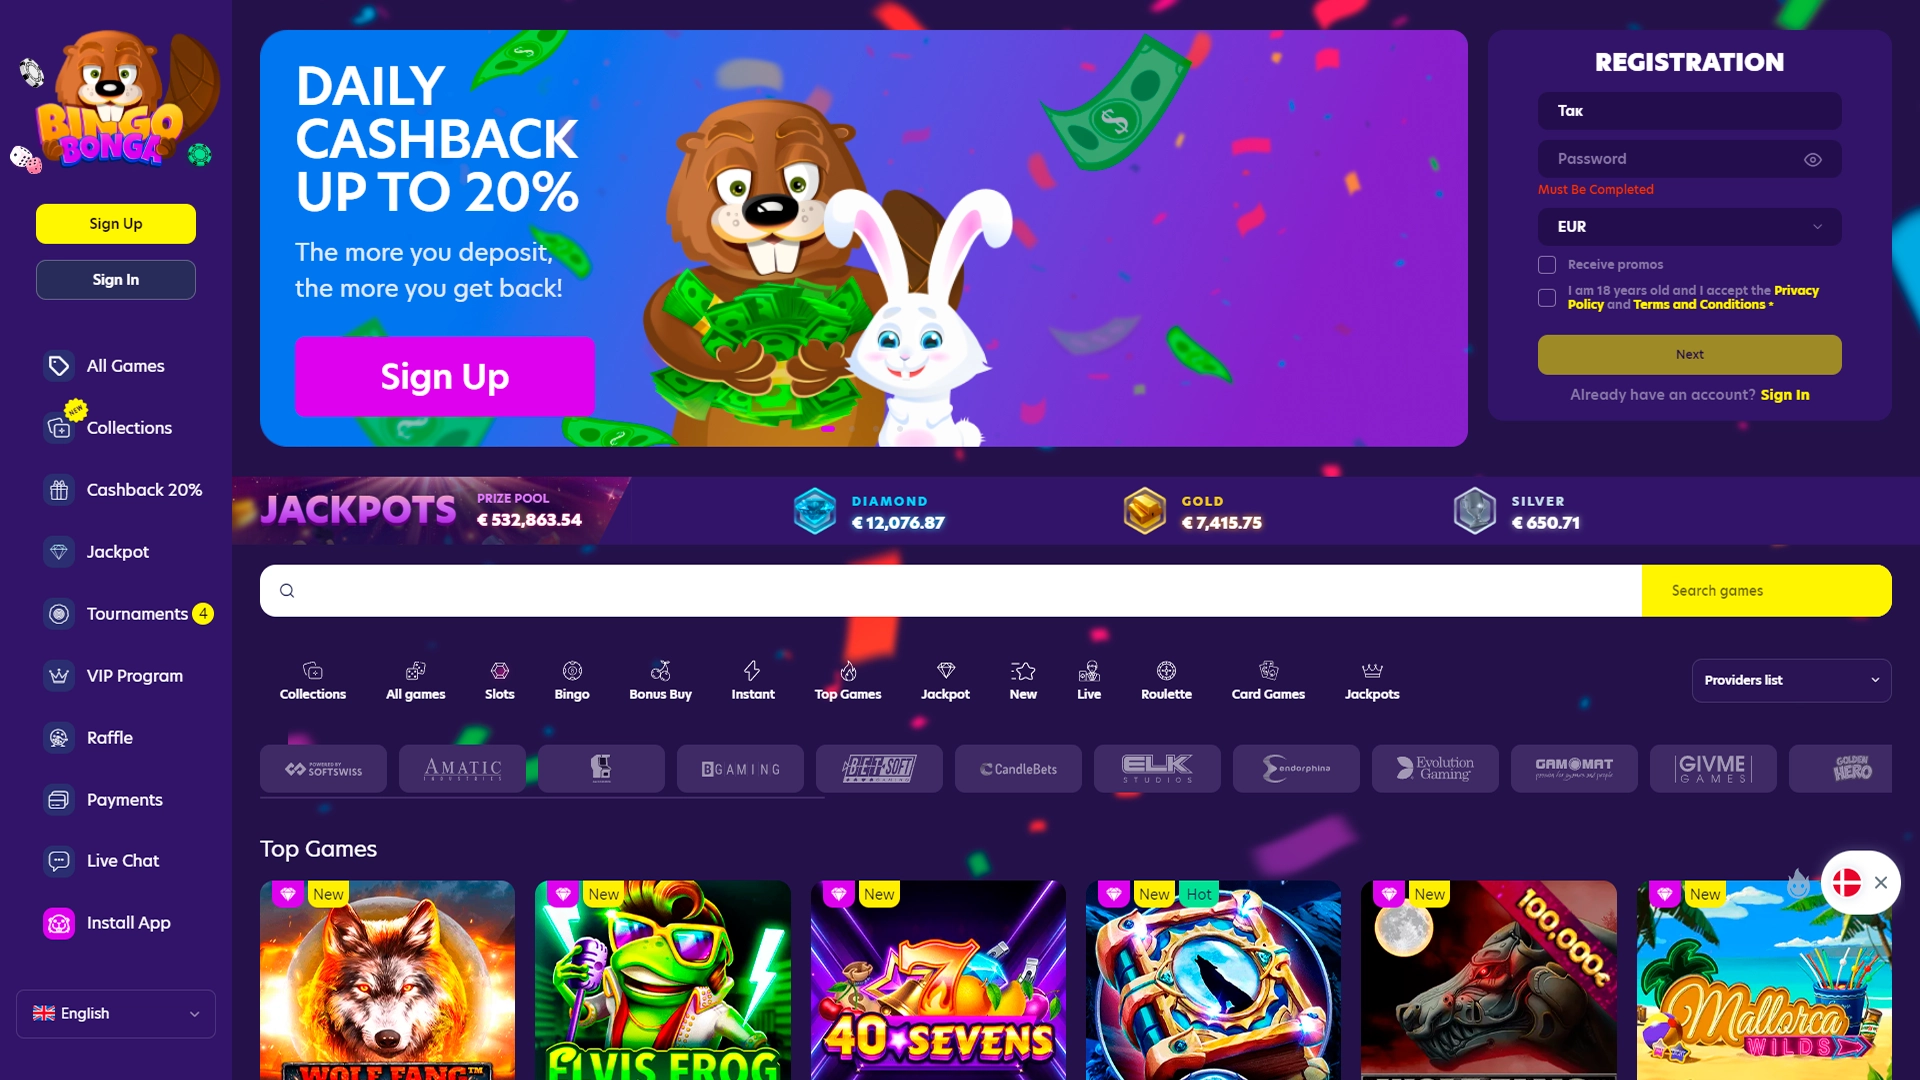 BINGO
BONGA
Sign Up
Sign In
All Games
NEW
Collections
Cashback 20%
Jackpot
Tournaments 4
VIP Program
Raffle
Payments
Live Chat
Install App
English
DAILY
CASHBACK
UP TO 20%
The more you deposit,
the more you get back!
Sign Up
REGISTRATION
Так
Password
Must Be Completed
EUR
Receive promos
I am 18 years old and I accept the Privacy
Policy and Terms and Conditions *
Next
Already have an account? Sign In
JACKPOTS
PRIZE POOL
€ 532,863.54
DIAMOND
€ 12,076.87
GOLD
€ 7,415.75
SILVER
€ 650.71
Search games
Collections
All games
Slots
Bingo
Bonus Buy
Instant
Top Games
Jackpot
New
Live
Roulette
Card Games
Jackpots
Providers list
POWERED BY
SOFTSWISS
AMATIC
INDUSTRIES
BGAMING
BETSOFT
GAMING
CandleBets
ELK
STUDIOS
endorphina
Evolution
Gaming
GAMOMAT
GIVME
GAMES
GOLDEN
HERO
Top Games
New
WOLF FANG™
New
ELVIS FROG
New
40 SEVENS
New
Hot
New
100,000€
New
Mallorca
WILDS